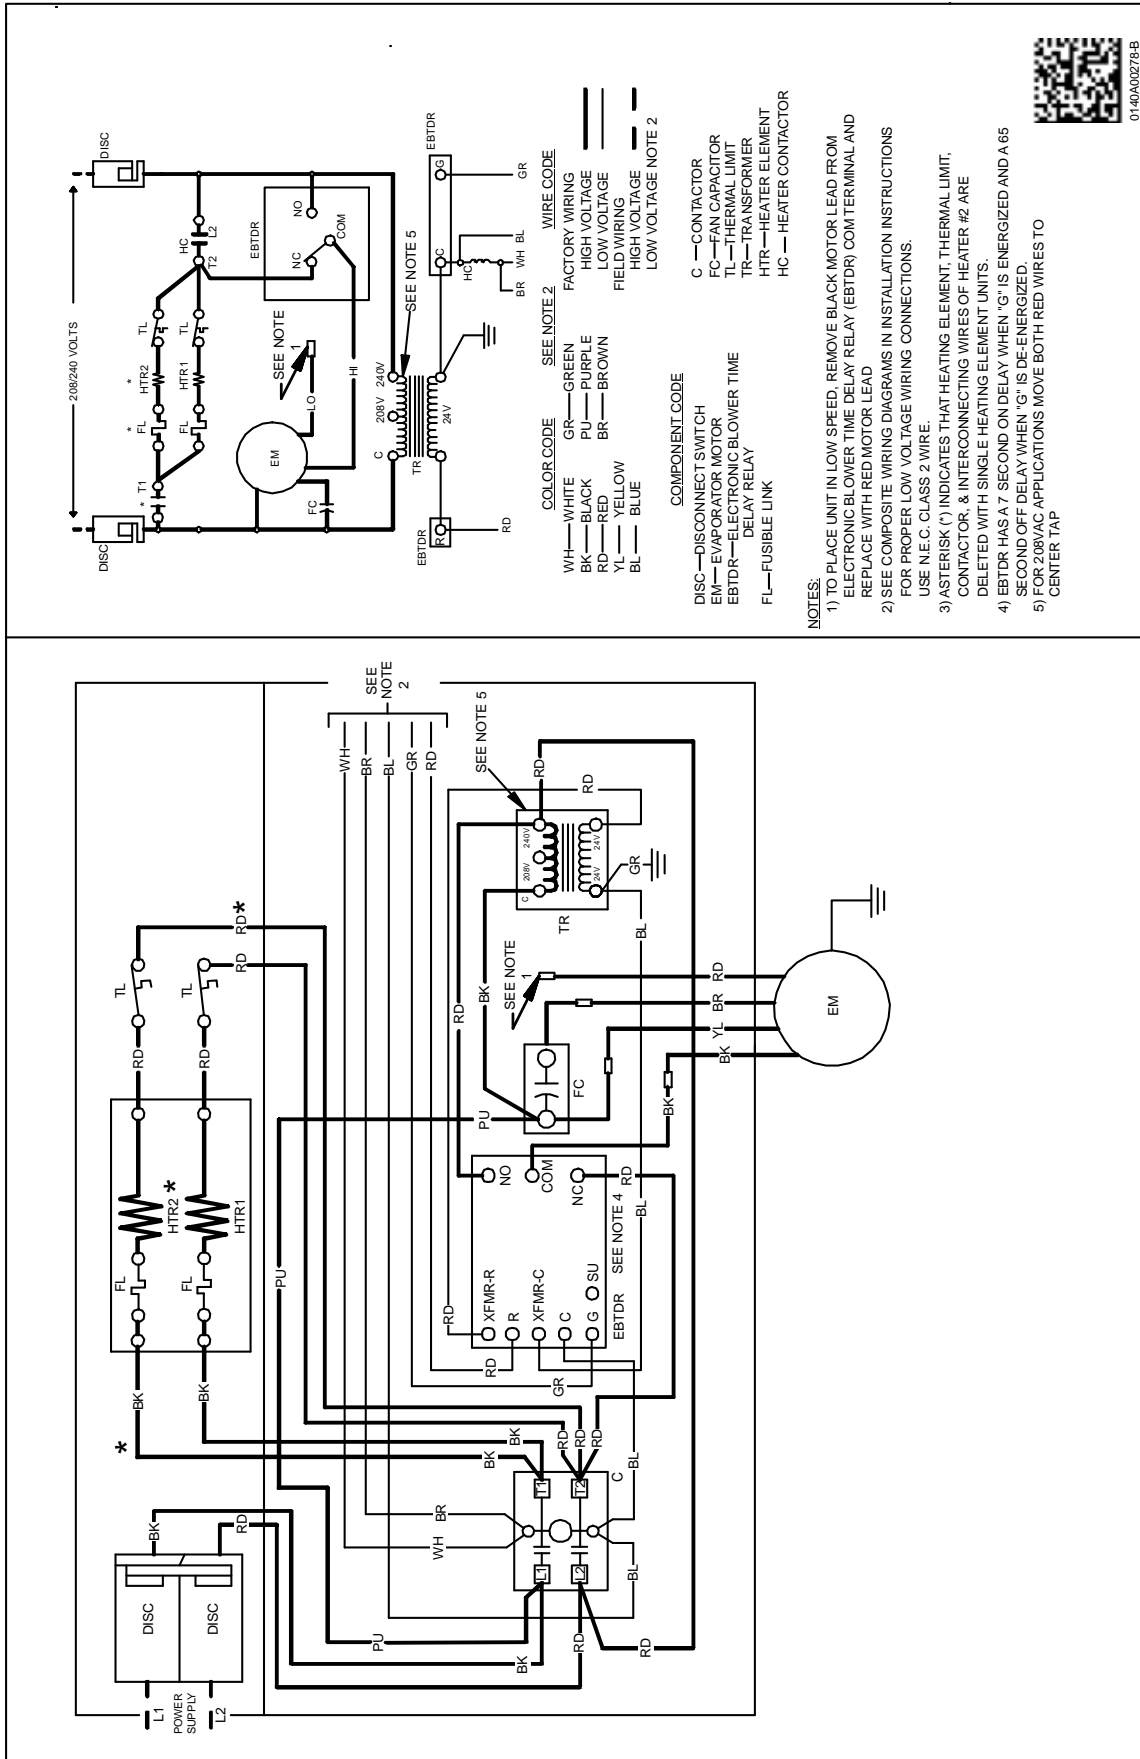 L1
POWER
SUPPLY
L2
DISC
DISC
BK
RD
*
BK
BK
FL
FL
HTR2 *
HTR1
RD
RD
TL
TL
RD*
RD
PU
PU
BK
RD
WH
BR
BK
BK
RD
RD
RD
L1
L2
T1
T2
C
BL
BL
RD
WH
BR
BL
GR
RD
SEE
NOTE
2
RD
RD
GR
XFMR-R
R
XFMR-C
C
G
SU
NO
COM
NC
EBTDR
SEE NOTE 4
RD
BL
PU
BK
RD
FC
SEE NOTE
1
BK
BK
YL
BR
RD
EM
BL
GR
TR
C
208V
240V
24V
24V
SEE NOTE 5
RD
RD
208/240 VOLTS
DISC
DISC
T1
*
*
FL
HTR2
*
TL
FL
HTR1
TL
HC
T2
L2
EBTDR
NC
NO
COM
SEE NOTE
1
EM
LO
HI
FC
SEE NOTE 5
C
208V
240V
TR
24V
EBTDR
R
RD
EBTDR
C
G
HC
BR
WH
BL
GR
COLOR CODE
WH WHITE
BK BLACK
RD RED
YL YELLOW
BL BLUE
SEE NOTE 2
GR GREEN
PU PURPLE
BR BROWN
WIRE CODE
FACTORY WIRING
HIGH VOLTAGE
LOW VOLTAGE
FIELD WIRING
HIGH VOLTAGE
LOW VOLTAGE NOTE 2
COMPONENT CODE
DISC DISCONNECT SWITCH
EM EVAPORATOR MOTOR
EBTDR ELECTRONIC BLOWER TIME
DELAY RELAY
FL FUSIBLE LINK
C CONTACTOR
FC FAN CAPACITOR
TL THERMAL LIMIT
TR TRANSFORMER
HTR HEATER ELEMENT
HC HEATER CONTACTOR
NOTES:
1) TO PLACE UNIT IN LOW SPEED, REMOVE BLACK MOTOR LEAD FROM
ELECTRONIC BLOWER TIME DELAY RELAY (EBTDR) COM TERMINAL AND
REPLACE WITH RED MOTOR LEAD
2) SEE COMPOSITE WIRING DIAGRAMS IN INSTALLATION INSTRUCTIONS
FOR PROPER LOW VOLTAGE WIRING CONNECTIONS.
USE N.E.C. CLASS 2 WIRE.
3) ASTERISK (*) INDICATES THAT HEATING ELEMENT, THERMAL LIMIT,
CONTACTOR, & INTERCONNECTING WIRES OF HEATER #2 ARE
DELETED WITH SINGLE HEATING ELEMENT UNITS.
4) EBTDR HAS A 7 SECOND ON DELAY WHEN "G" IS ENERGIZED AND A 65
SECOND OFF DELAY WHEN "G" IS DE-ENERGIZED.
5) FOR 208VAC APPLICATIONS MOVE BOTH RED WIRES TO
CENTER TAP
0140A00278-B